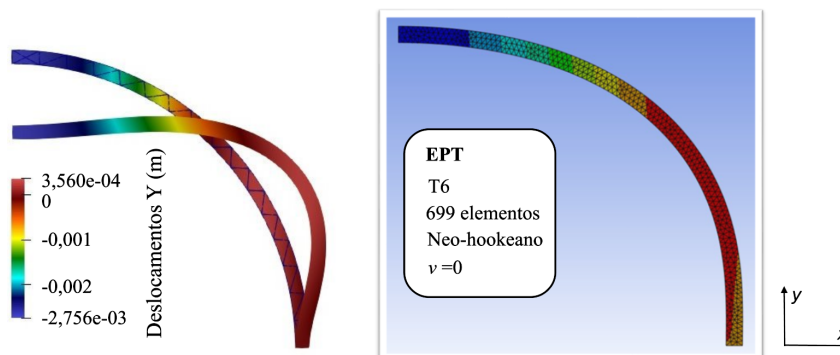 3,560e-04
0
-0,001
-0,002
-2,756e-03
Deslocamentos Y (m)
EPT
T6
699 elementos
Neo-hookeano
v =0
y